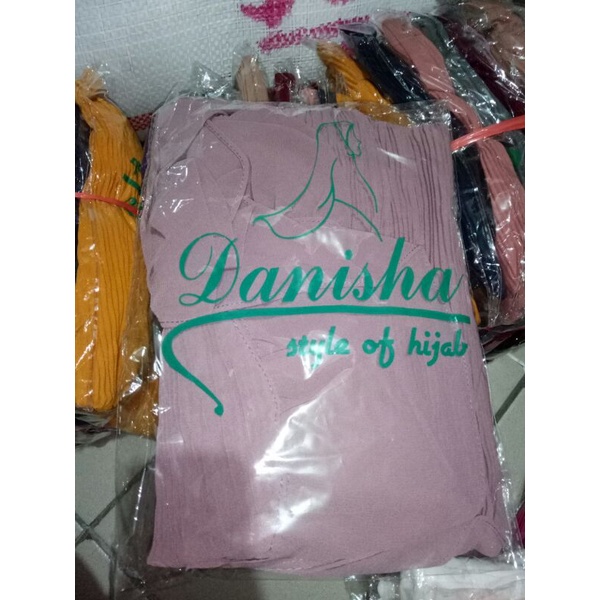 Danisha
style of hijab